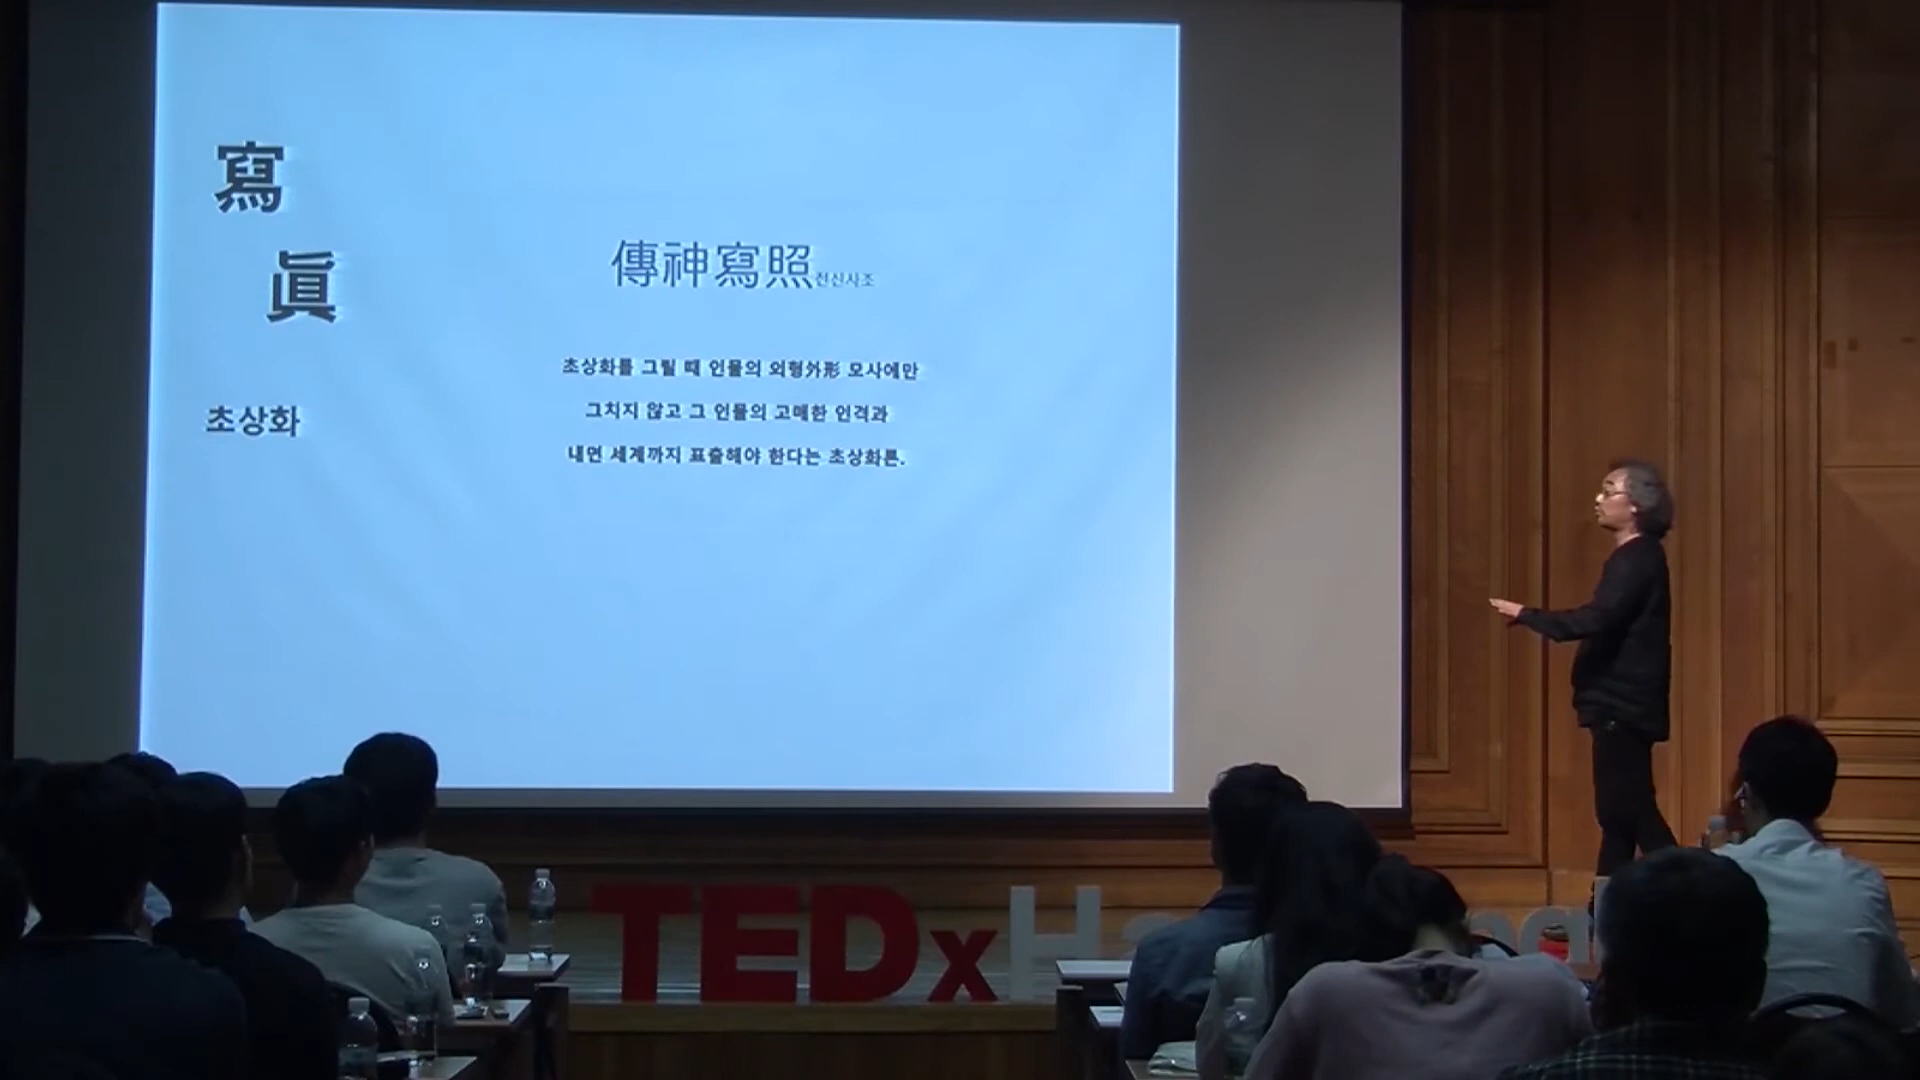 寫
眞
초상화
傳神寫照전신사조
초상화를 그릴 때 인물의 외형外形 모사에만
그치지 않고 그 인물의 고매한 인격과
내면 세계까지 표출해야 한다는 초상화론.
TEDx